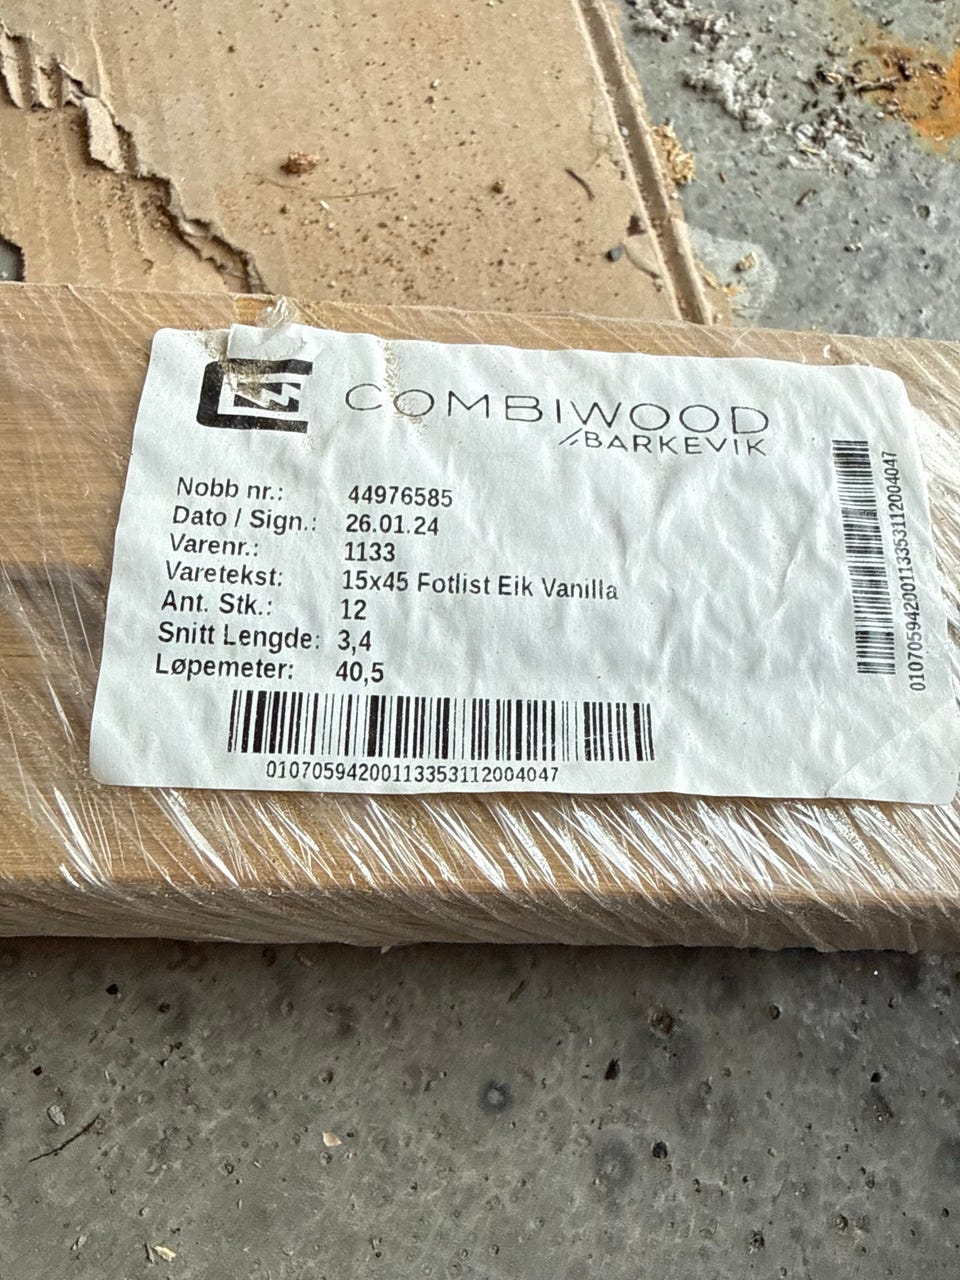 COMBIWOOD
BARKEVIK
Nobb nr.: 44976585
Dato / Sign.: 26.01.24
Varenr.: 1133
Varetekst: 15x45 Fotlist Eik Vanilla
Ant. Stk.: 12
Snitt Lengde: 3,4
Løpemeter: 40,5
01070594200113353112004047
01070594200113353112004047